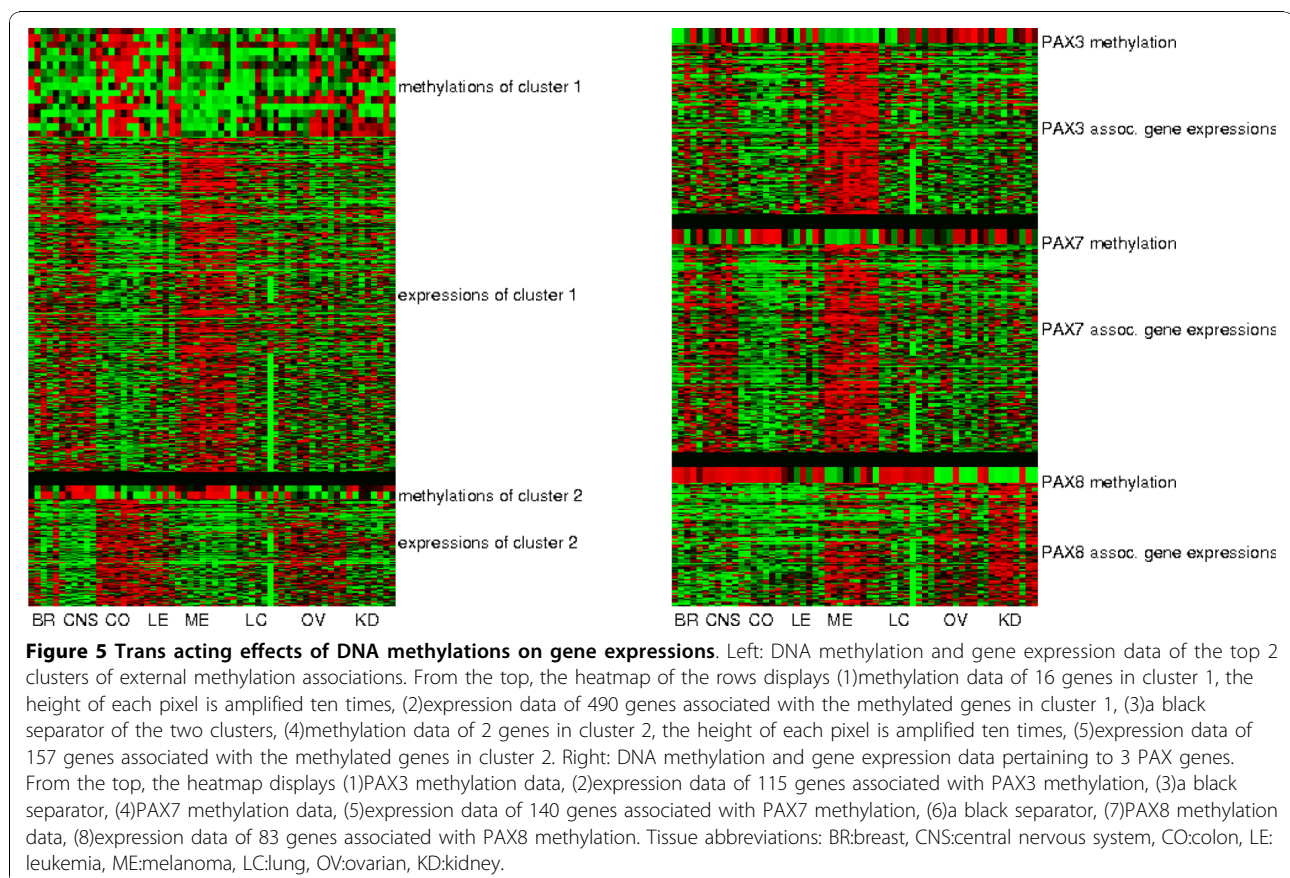 methylations of cluster 1
expressions of cluster 1
methylations of cluster 2
expressions of cluster 2
BR CNS CO LE ME LC OV KD
PAX3 methylation
PAX3 assoc. gene expressions
PAX7 methylation
PAX7 assoc. gene expressions
PAX8 methylation
PAX8 assoc. gene expressions
BR CNS CO LE ME LC OV KD
Figure 5 Trans acting effects of DNA methylations on gene expressions. Left: DNA methylation and gene expression data of the top 2
clusters of external methylation associations. From the top, the heatmap of the rows displays (1)methylation data of 16 genes in cluster 1, the
height of each pixel is amplified ten times, (2)expression data of 490 genes associated with the methylated genes in cluster 1, (3)a black
separator of the two clusters, (4)methylation data of 2 genes in cluster 2, the height of each pixel is amplified ten times, (5)expression data of
157 genes associated with the methylated genes in cluster 2. Right: DNA methylation and gene expression data pertaining to 3 PAX genes.
From the top, the heatmap displays (1)PAX3 methylation data, (2)expression data of 115 genes associated with PAX3 methylation, (3)a black
separator, (4)PAX7 methylation data, (5)expression data of 140 genes associated with PAX7 methylation, (6)a black separator, (7)PAX8 methylation
data, (8)expression data of 83 genes associated with PAX8 methylation. Tissue abbreviations: BR:breast, CNS:central nervous system, CO:colon, LE:
leukemia, ME:melanoma, LC:lung, OV:ovarian, KD:kidney.